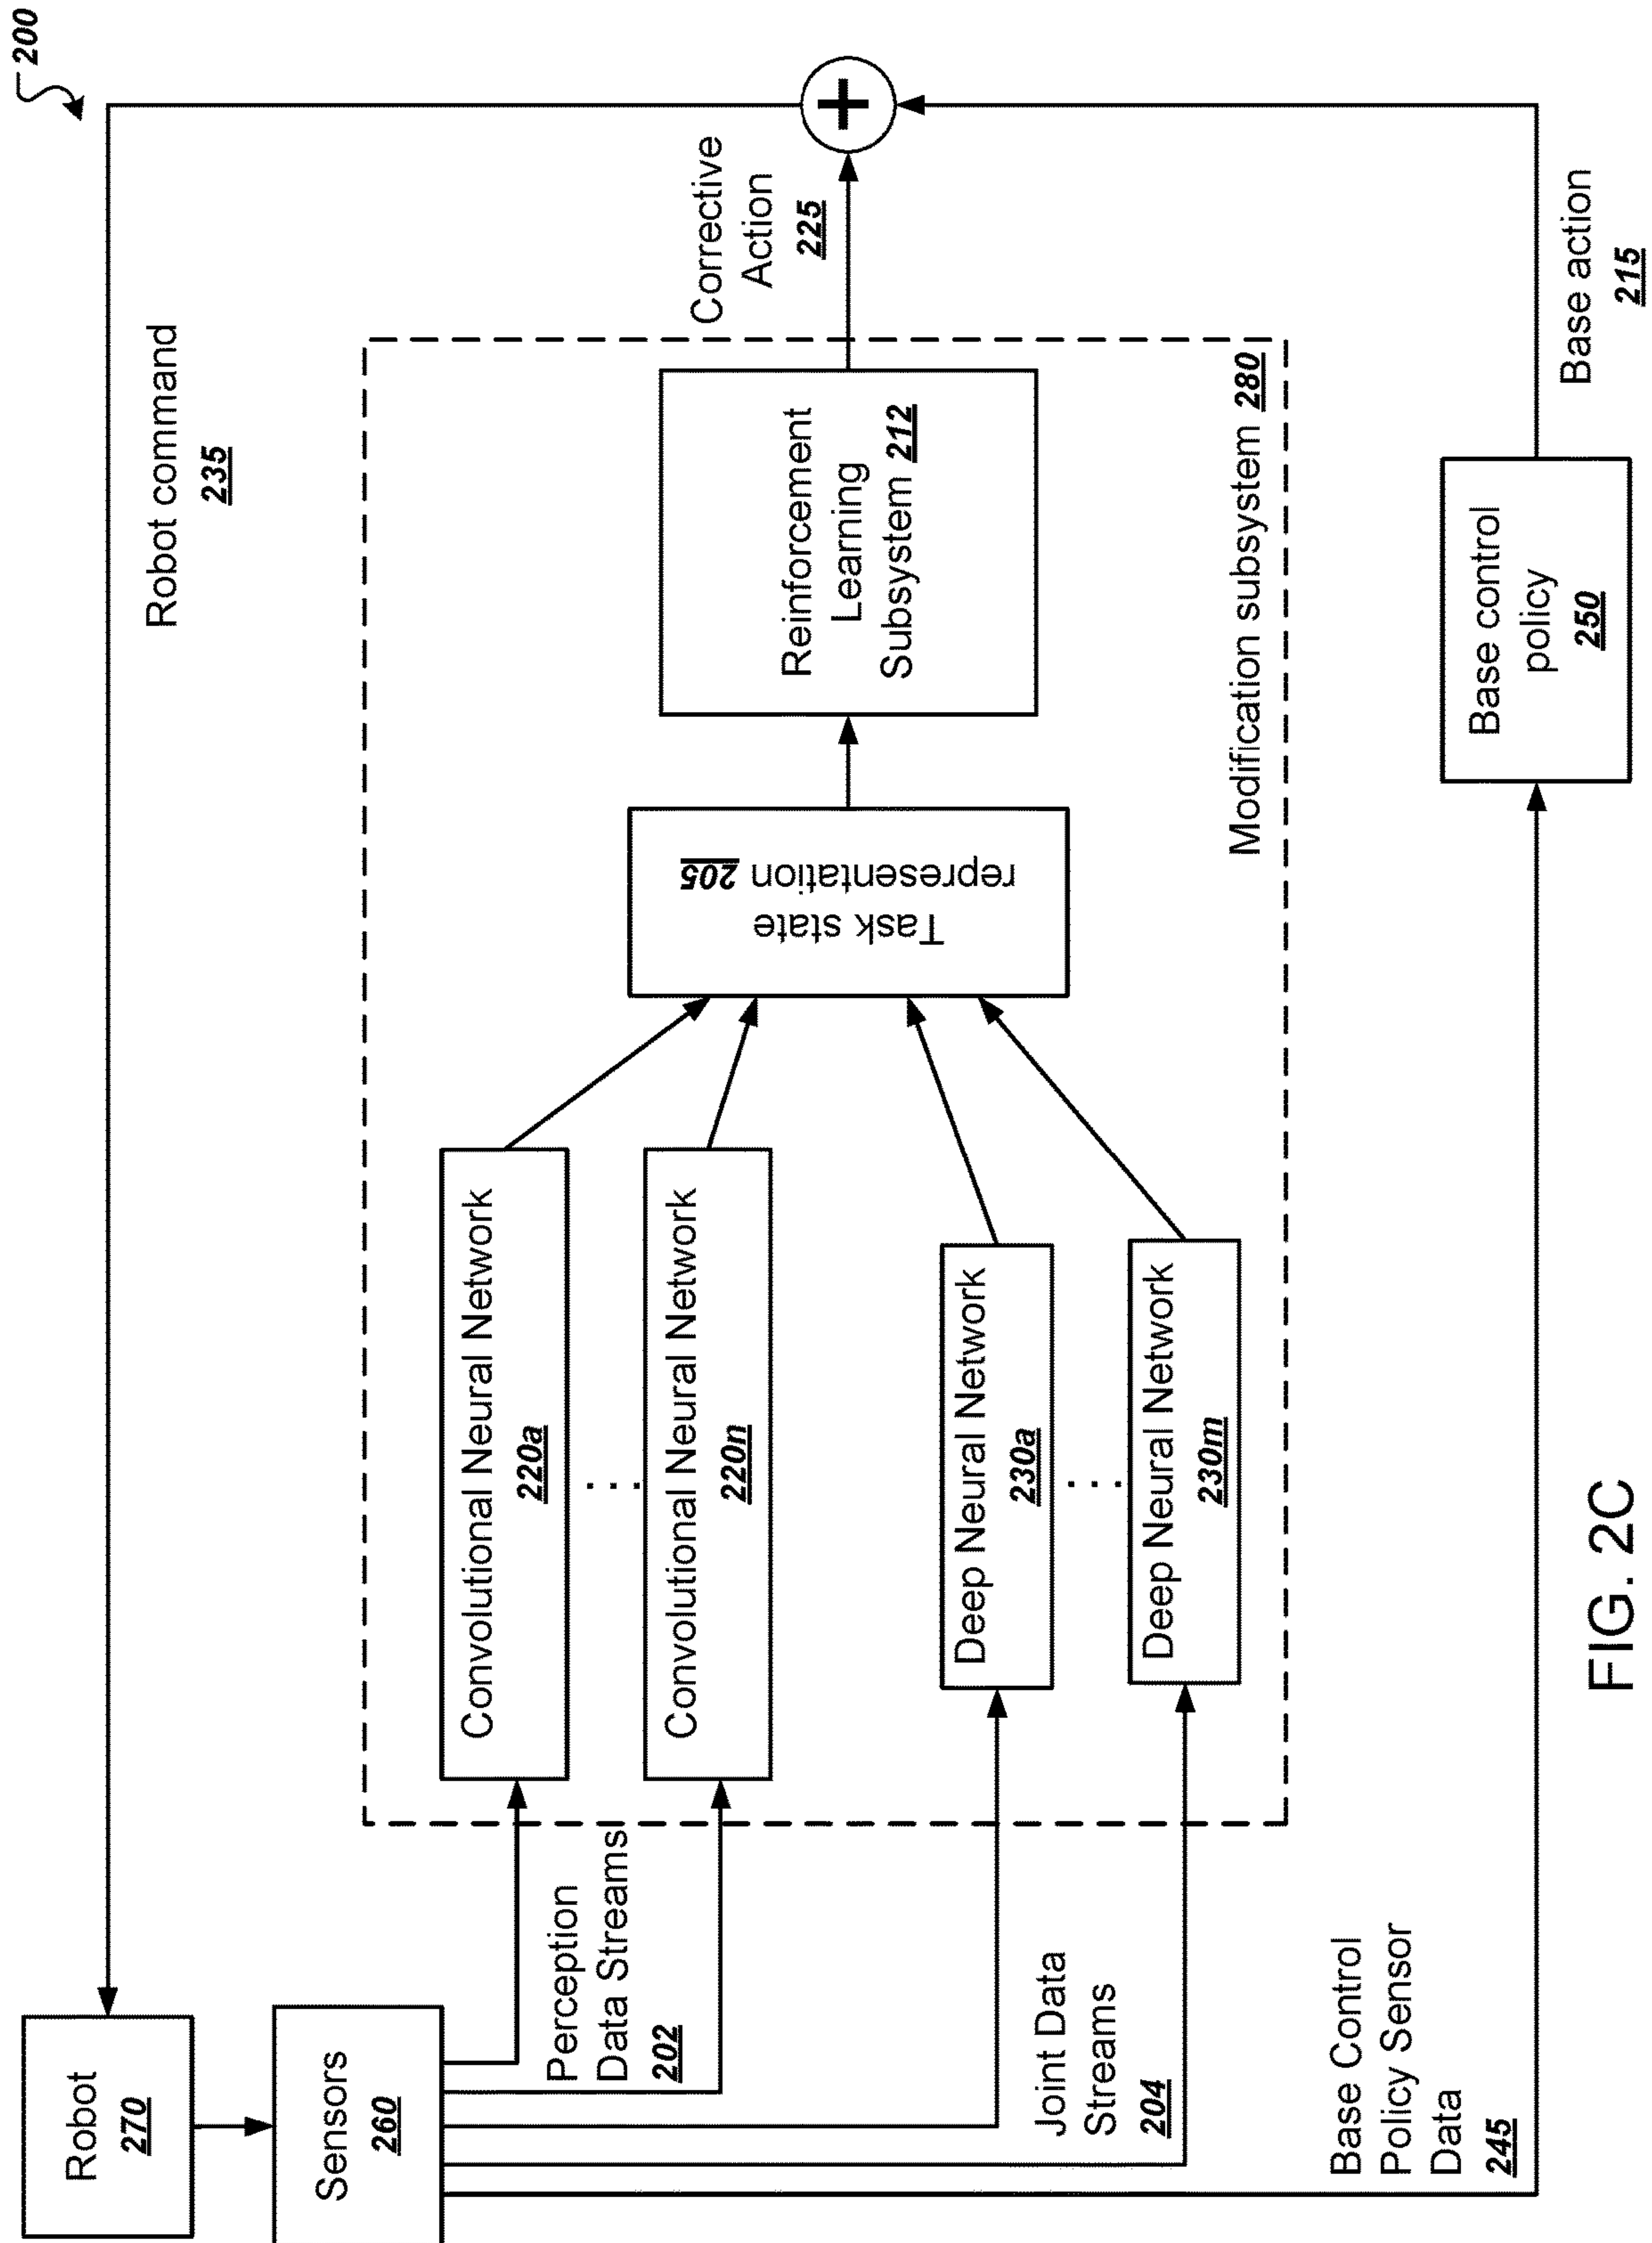 200
Robot command
235
Robot
270
Sensors
260
Perception
Data Streams
202
Joint Data
Streams
204
Base Control
Policy Sensor
Data
245
Convolutional Neural Network
220a
. . .
Convolutional Neural Network
220n
Deep Neural Network
230a
. . .
Deep Neural Network
230m
Task state
representation 205
Reinforcement
Learning
Subsystem 212
Modification subsystem 280
Corrective
Action
225
+
Base control
policy
250
Base action
215
FIG. 2C